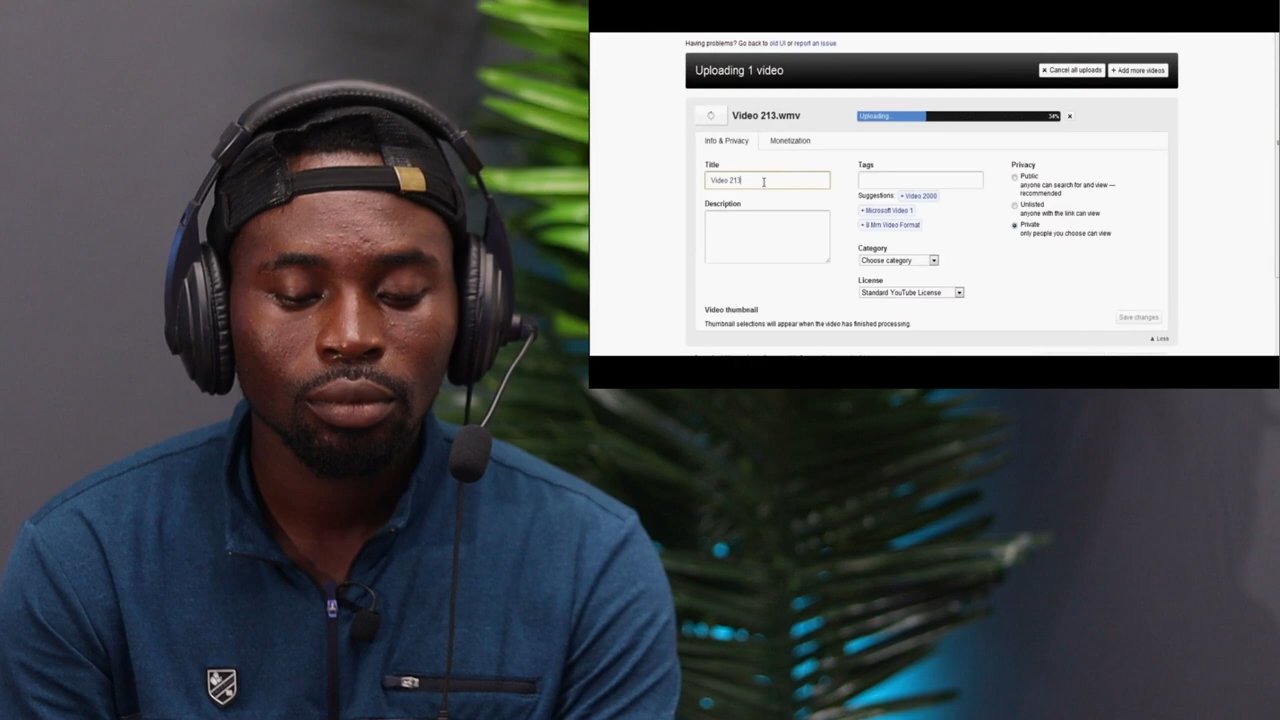 Having problems? Go back to old UI or report an issue.
Uploading 1 video
× Cancel all uploads
+ Add more videos
Video 213.wmv
Uploading...
34%
×
Info & Privacy
Monetization
Title
Video 213
Description
Tags
Suggestions:
+ Video 2000
+ Microsoft Video 1
+ 8 Mm Video Format
Category
Choose category
License
Standard YouTube License
Privacy
Public
anyone can search for and view —
recommended
Unlisted
anyone with the link can view
Private
only people you choose can view
Video thumbnail
Thumbnail selections will appear when the video has finished processing.
Save changes
▲ Less